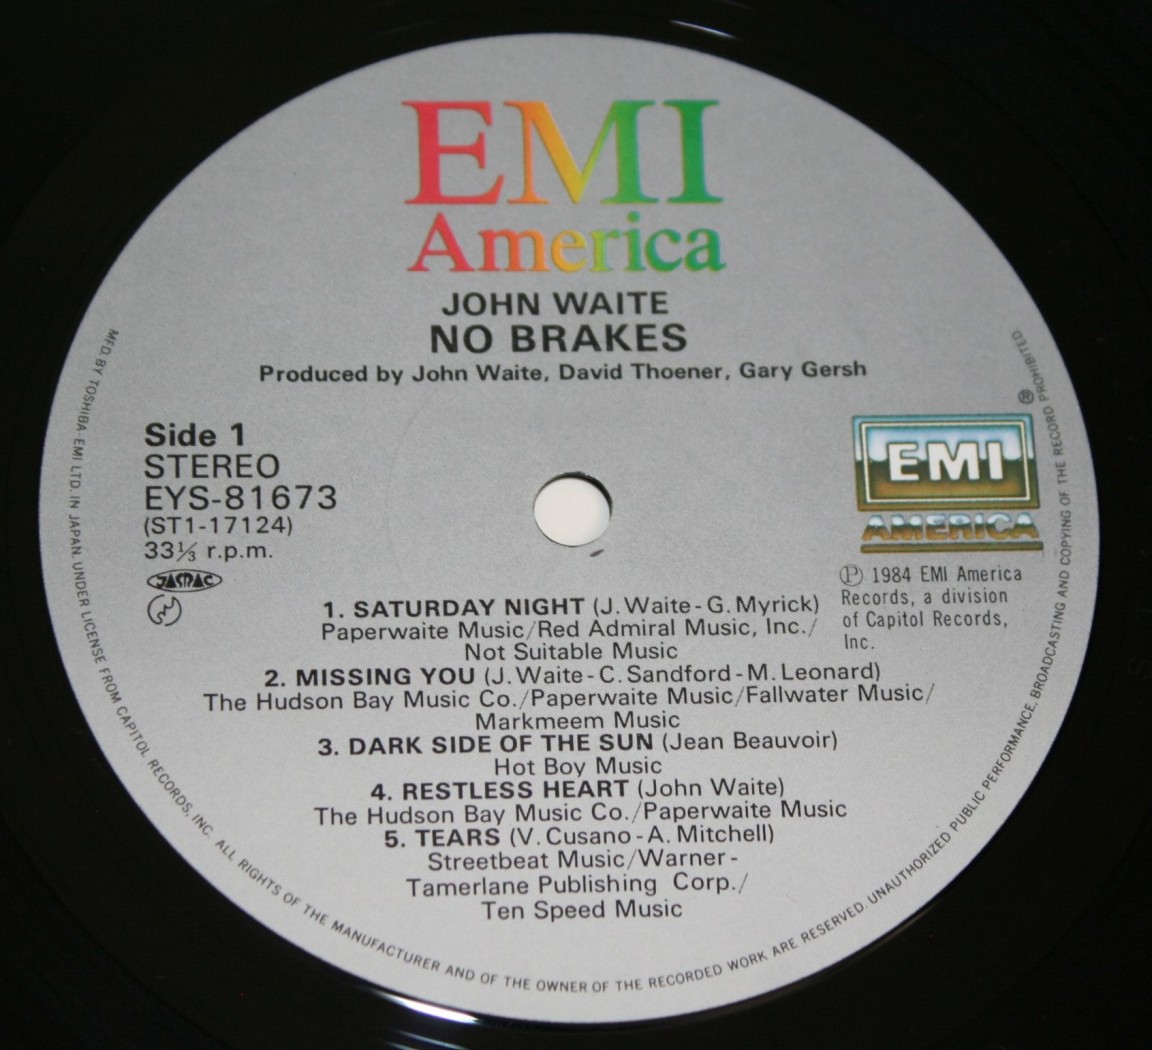 EMI
America
JOHN WAITE
NO BRAKES
Produced by John Waite, David Thoener, Gary Gersh
Side 1
STEREO
EYS-81673
(ST1-17124)
33⅓ r.p.m.
JASRAC
®
EMI
AMERICA
Ⓟ 1984 EMI America
Records, a division
of Capitol Records,
Inc.
1. SATURDAY NIGHT (J. Waite - G. Myrick)
Paperwaite Music/Red Admiral Music, Inc./
Not Suitable Music
2. MISSING YOU (J. Waite - C. Sandford - M. Leonard)
The Hudson Bay Music Co./Paperwaite Music/Fallwater Music/
Markmeem Music
3. DARK SIDE OF THE SUN (Jean Beauvoir)
Hot Boy Music
4. RESTLESS HEART (John Waite)
The Hudson Bay Music Co./Paperwaite Music
5. TEARS (V. Cusano - A. Mitchell)
Streetbeat Music/Warner-
Tamerlane Publishing Corp./
Ten Speed Music
MFD. BY TOSHIBA-EMI LTD. IN JAPAN. UNDER LICENSE FROM CAPITOL RECORDS, INC. ALL RIGHTS OF THE MANUFACTURER AND OF THE OWNER OF THE RECORDED WORK ARE RESERVED. UNAUTHORIZED PUBLIC PERFORMANCE, BROADCASTING AND COPYING OF THE RECORD PROHIBITED.